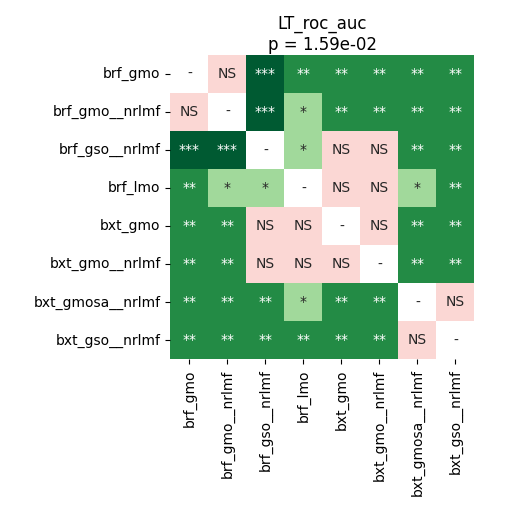 LT_roc_auc
p = 1.59e-02
brf_gmo - NS *** ** ** ** ** **
brf_gmo__nrlmf NS - *** * ** ** ** **
brf_gso__nrlmf *** *** - * NS NS ** **
brf_lmo ** * * - NS NS * **
bxt_gmo ** ** NS NS - NS ** **
bxt_gmo__nrlmf ** ** NS NS NS - ** **
bxt_gmosa__nrlmf ** ** ** * ** ** - NS
bxt_gso__nrlmf ** ** ** ** ** ** NS -
brf_gmo
brf_gmo__nrlmf
brf_gso__nrlmf
brf_lmo
bxt_gmo
bxt_gmo__nrlmf
bxt_gmosa__nrlmf
bxt_gso__nrlmf